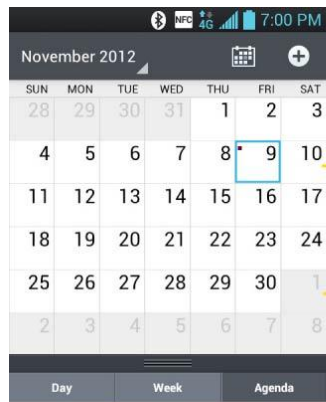 NFC 4G 7:00 PM
November 2012
SUN MON TUE WED THU FRI SAT
28 29 30 31 1 2 3
4 5 6 7 8 9 10
11 12 13 14 15 16 17
18 19 20 21 22 23 24
25 26 27 28 29 30 1
2 3 4 5 6 7 8
Day Week Agenda